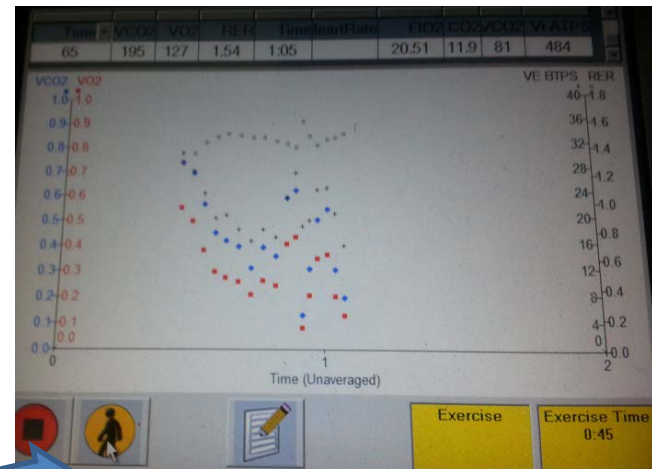 Time VCO2 VO2 RER Time HeartRate FIO2
65 195 127 1.54 1:05 20.51 11.9 81 484
VCO2 VO2 VE BTPS RER
1.0 1.0 40 1.8
0.9 0.9 36 1.6
0.8 0.8 32 1.4
0.7 0.7 28 1.2
0.6 0.6 24 1.0
0.5 0.5 20 0.8
0.4 0.4 16 0.6
0.3 0.3 12 0.4
0.2 0.2 8 0.2
0.1 0.1 4
0.0 0.0 0 0.0
0 1 2
Time (Unaveraged)
Exercise Exercise Time
0:45